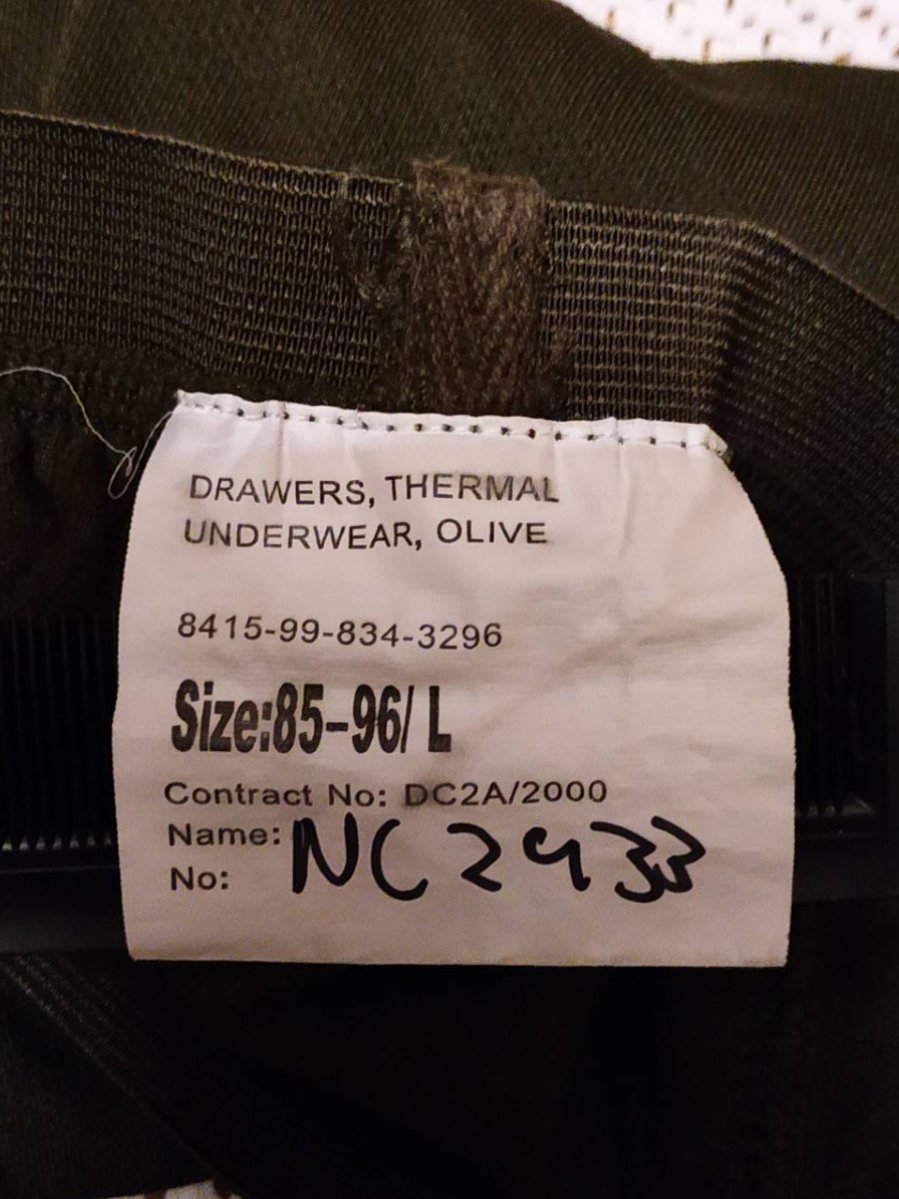 DRAWERS, THERMAL
UNDERWEAR, OLIVE
8415-99-834-3296
Size:85-96/ L
Contract No: DC2A/2000
Name: NC2933
No: